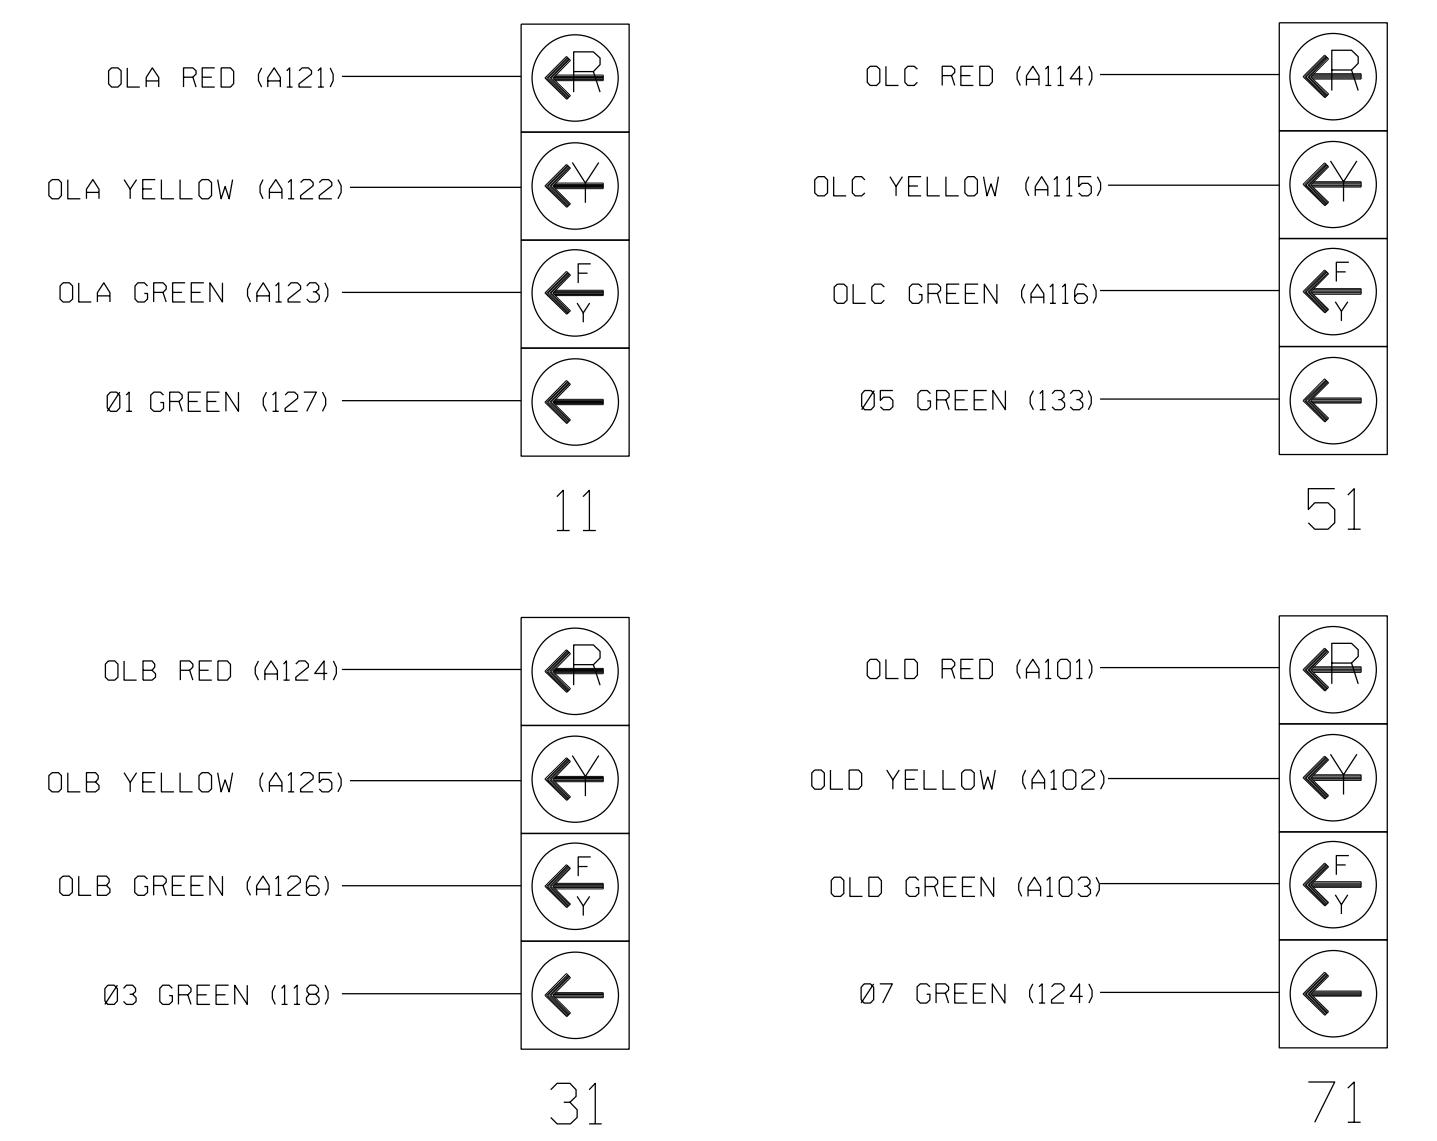 OLA RED (A121)
R
OLA YELLOW (A122)
Y
OLA GREEN (A123)
F
Y
Ø1 GREEN (127)
11
OLC RED (A114)
R
OLC YELLOW (A115)
Y
OLC GREEN (A116)
F
Y
Ø5 GREEN (133)
51
OLB RED (A124)
R
OLB YELLOW (A125)
Y
OLB GREEN (A126)
F
Y
Ø3 GREEN (118)
31
OLD RED (A101)
R
OLD YELLOW (A102)
Y
OLD GREEN (A103)
F
Y
Ø7 GREEN (124)
71